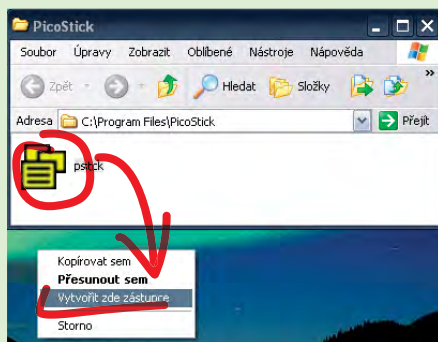 PicoStick
Soubor Úpravy Zobrazit Oblíbené Nástroje Nápověda
Zpět Hledat Složky »
Adresa C:\Program Files\PicoStick Přejít
pstick
Kopírovat sem
Přesunout sem
Vytvořit zde zástupce
Storno